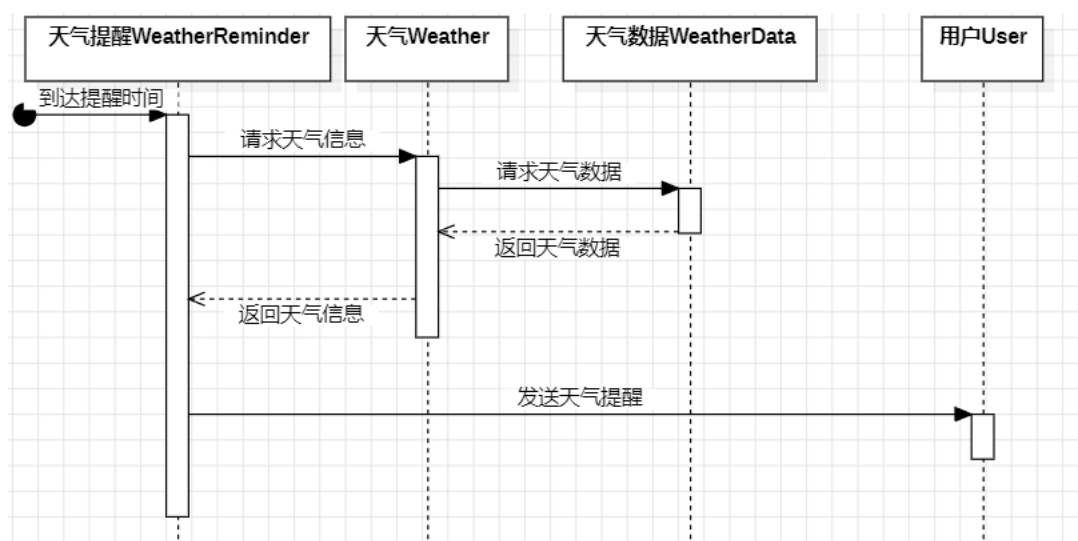 天气提醒WeatherReminder
天气Weather
天气数据WeatherData
用户User
到达提醒时间
请求天气信息
请求天气数据
返回天气数据
返回天气信息
发送天气提醒